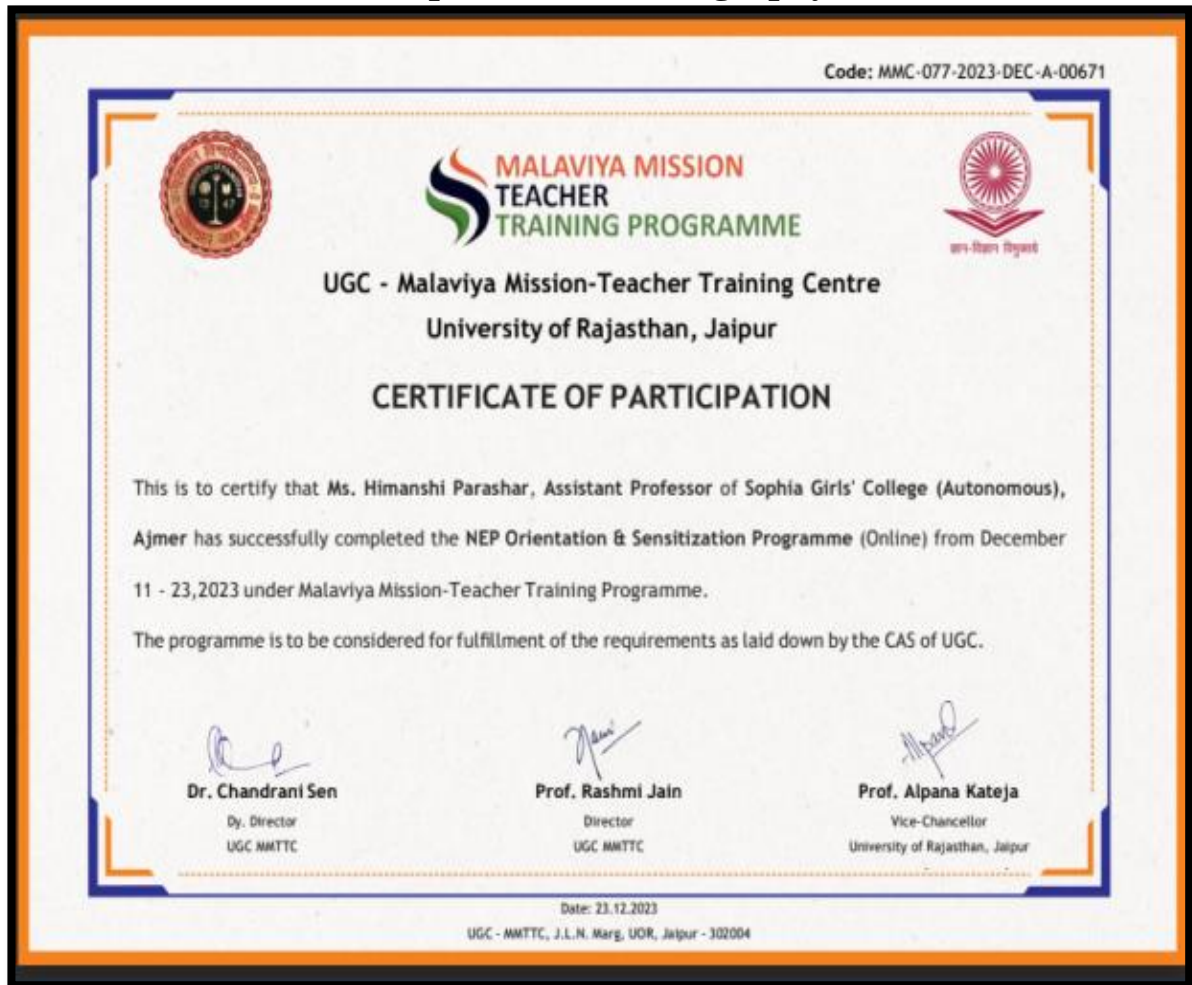 Code: MMC-077-2023-DEC-A-00671
MALAVIYA MISSION
TEACHER
TRAINING PROGRAMME
ज्ञान-विज्ञान विमुक्तये
UGC - Malaviya Mission-Teacher Training Centre
University of Rajasthan, Jaipur
CERTIFICATE OF PARTICIPATION
This is to certify that Ms. Himanshi Parashar, Assistant Professor of Sophia Girls' College (Autonomous),
Ajmer has successfully completed the NEP Orientation & Sensitization Programme (Online) from December
11 - 23,2023 under Malaviya Mission-Teacher Training Programme.
The programme is to be considered for fulfillment of the requirements as laid down by the CAS of UGC.
Dr. Chandrani Sen
Prof. Rashmi Jain
Prof. Alpana Kateja
Dy. Director
Director
Vice-Chancellor
UGC MMTTC
UGC MMTTC
University of Rajasthan, Jaipur
Date: 23.12.2023
UGC - MMTTC, J.L.N. Marg, UOR, Jaipur - 302004